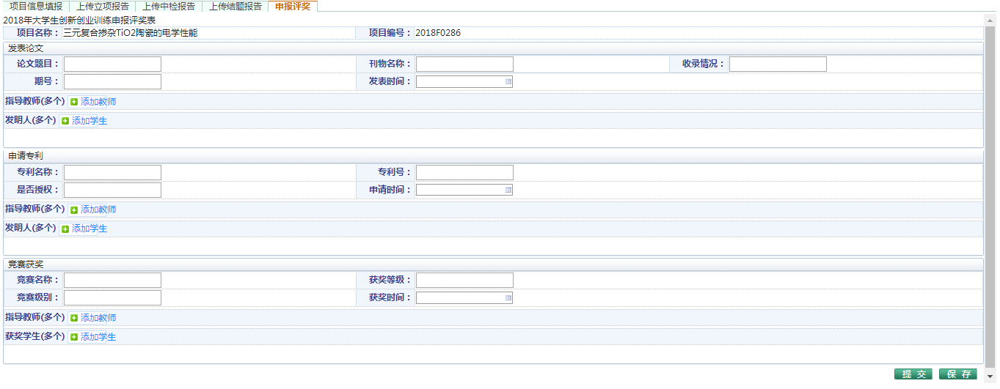 项目信息填报 上传立项报告 上传中检报告 上传结题报告 申报评奖
2018年大学生创新创业训练申报评奖表
项目名称： 三元复合掺杂TiO2陶瓷的电学性能 项目编号： 2018F0286
发表论文
论文题目： 刊物名称： 收录情况：
期号： 发表时间：
指导教师(多个) 添加教师
发明人(多个) 添加学生
申请专利
专利名称： 专利号：
是否授权： 申请时间：
指导教师(多个) 添加教师
发明人(多个) 添加学生
竞赛获奖
竞赛名称： 获奖等级：
竞赛级别： 获奖时间：
指导教师(多个) 添加教师
获奖学生(多个) 添加学生
提 交 保 存